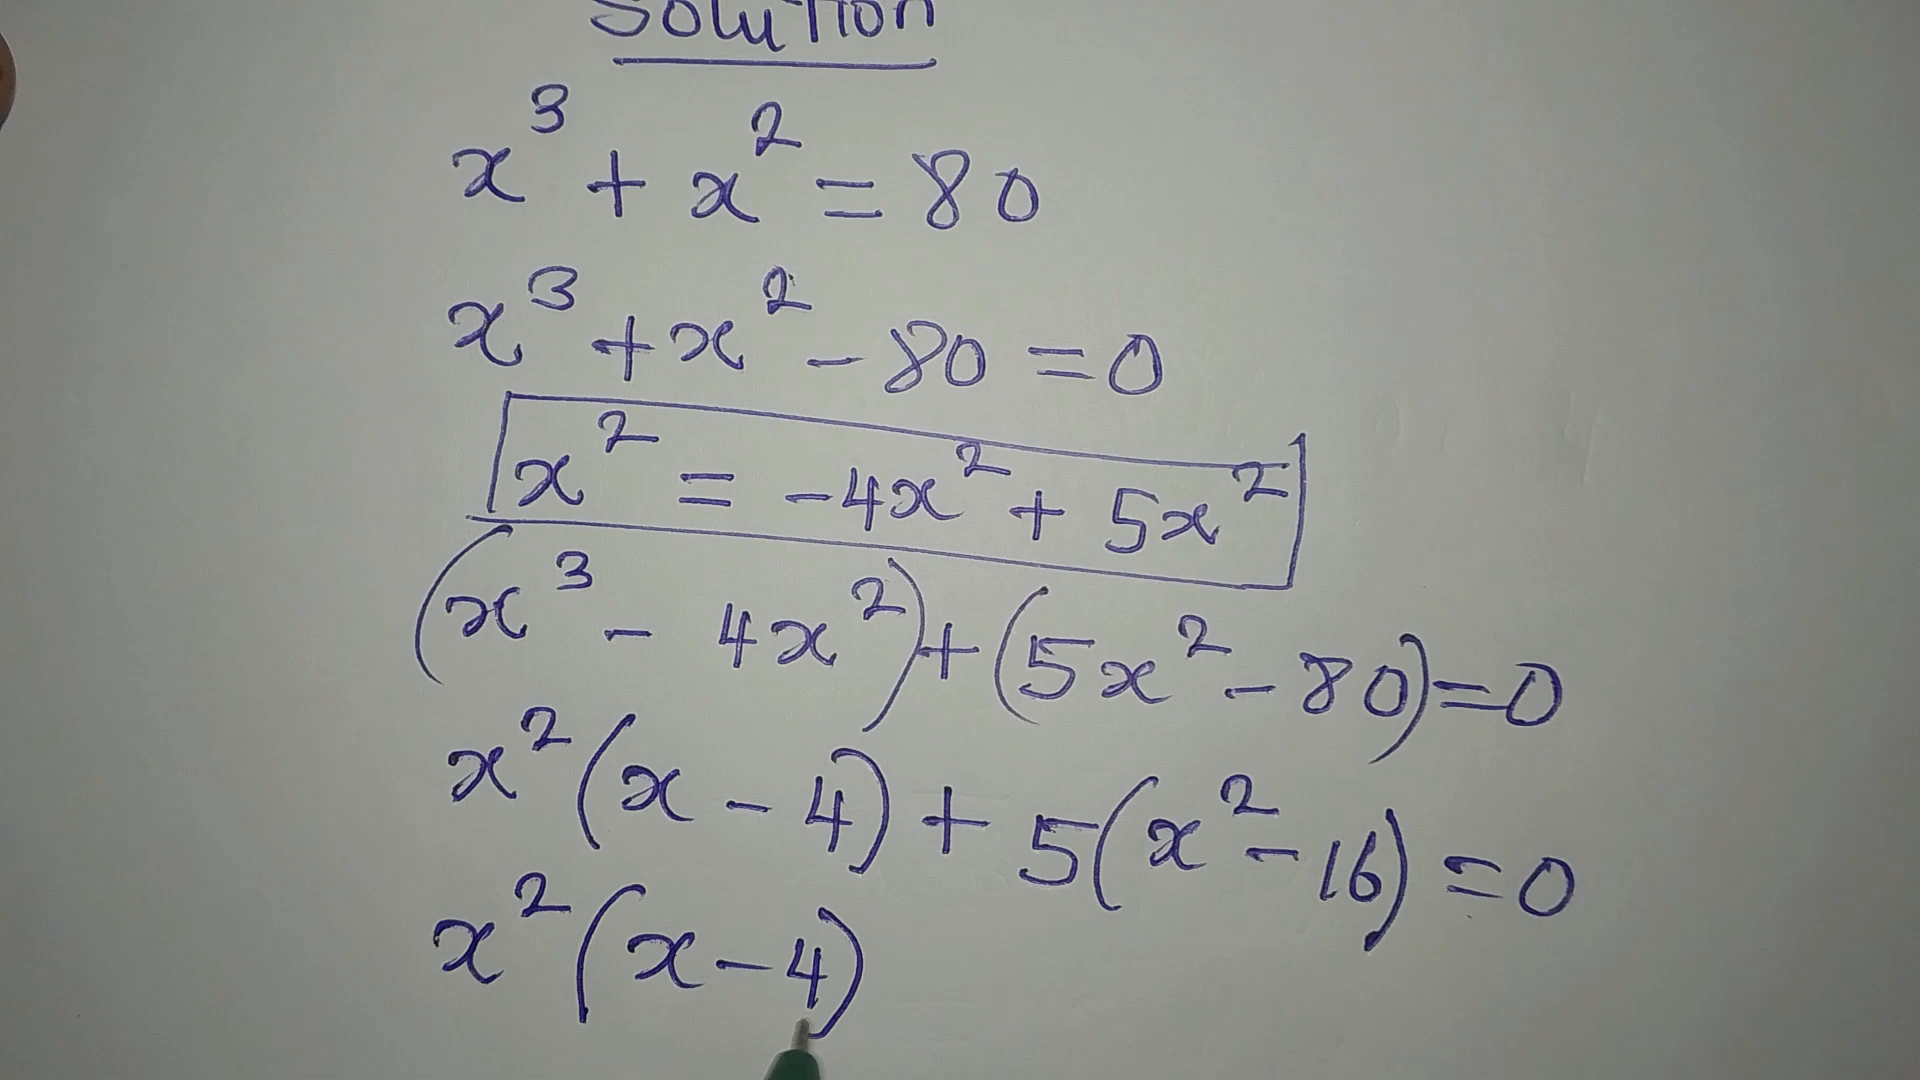 Solution
x³ + x² = 80
x³ + x² - 80 = 0
x² = -4x² + 5x²
(x³ - 4x²) + (5x² - 80) = 0
x²(x - 4) + 5(x² - 16) = 0
x²(x - 4)